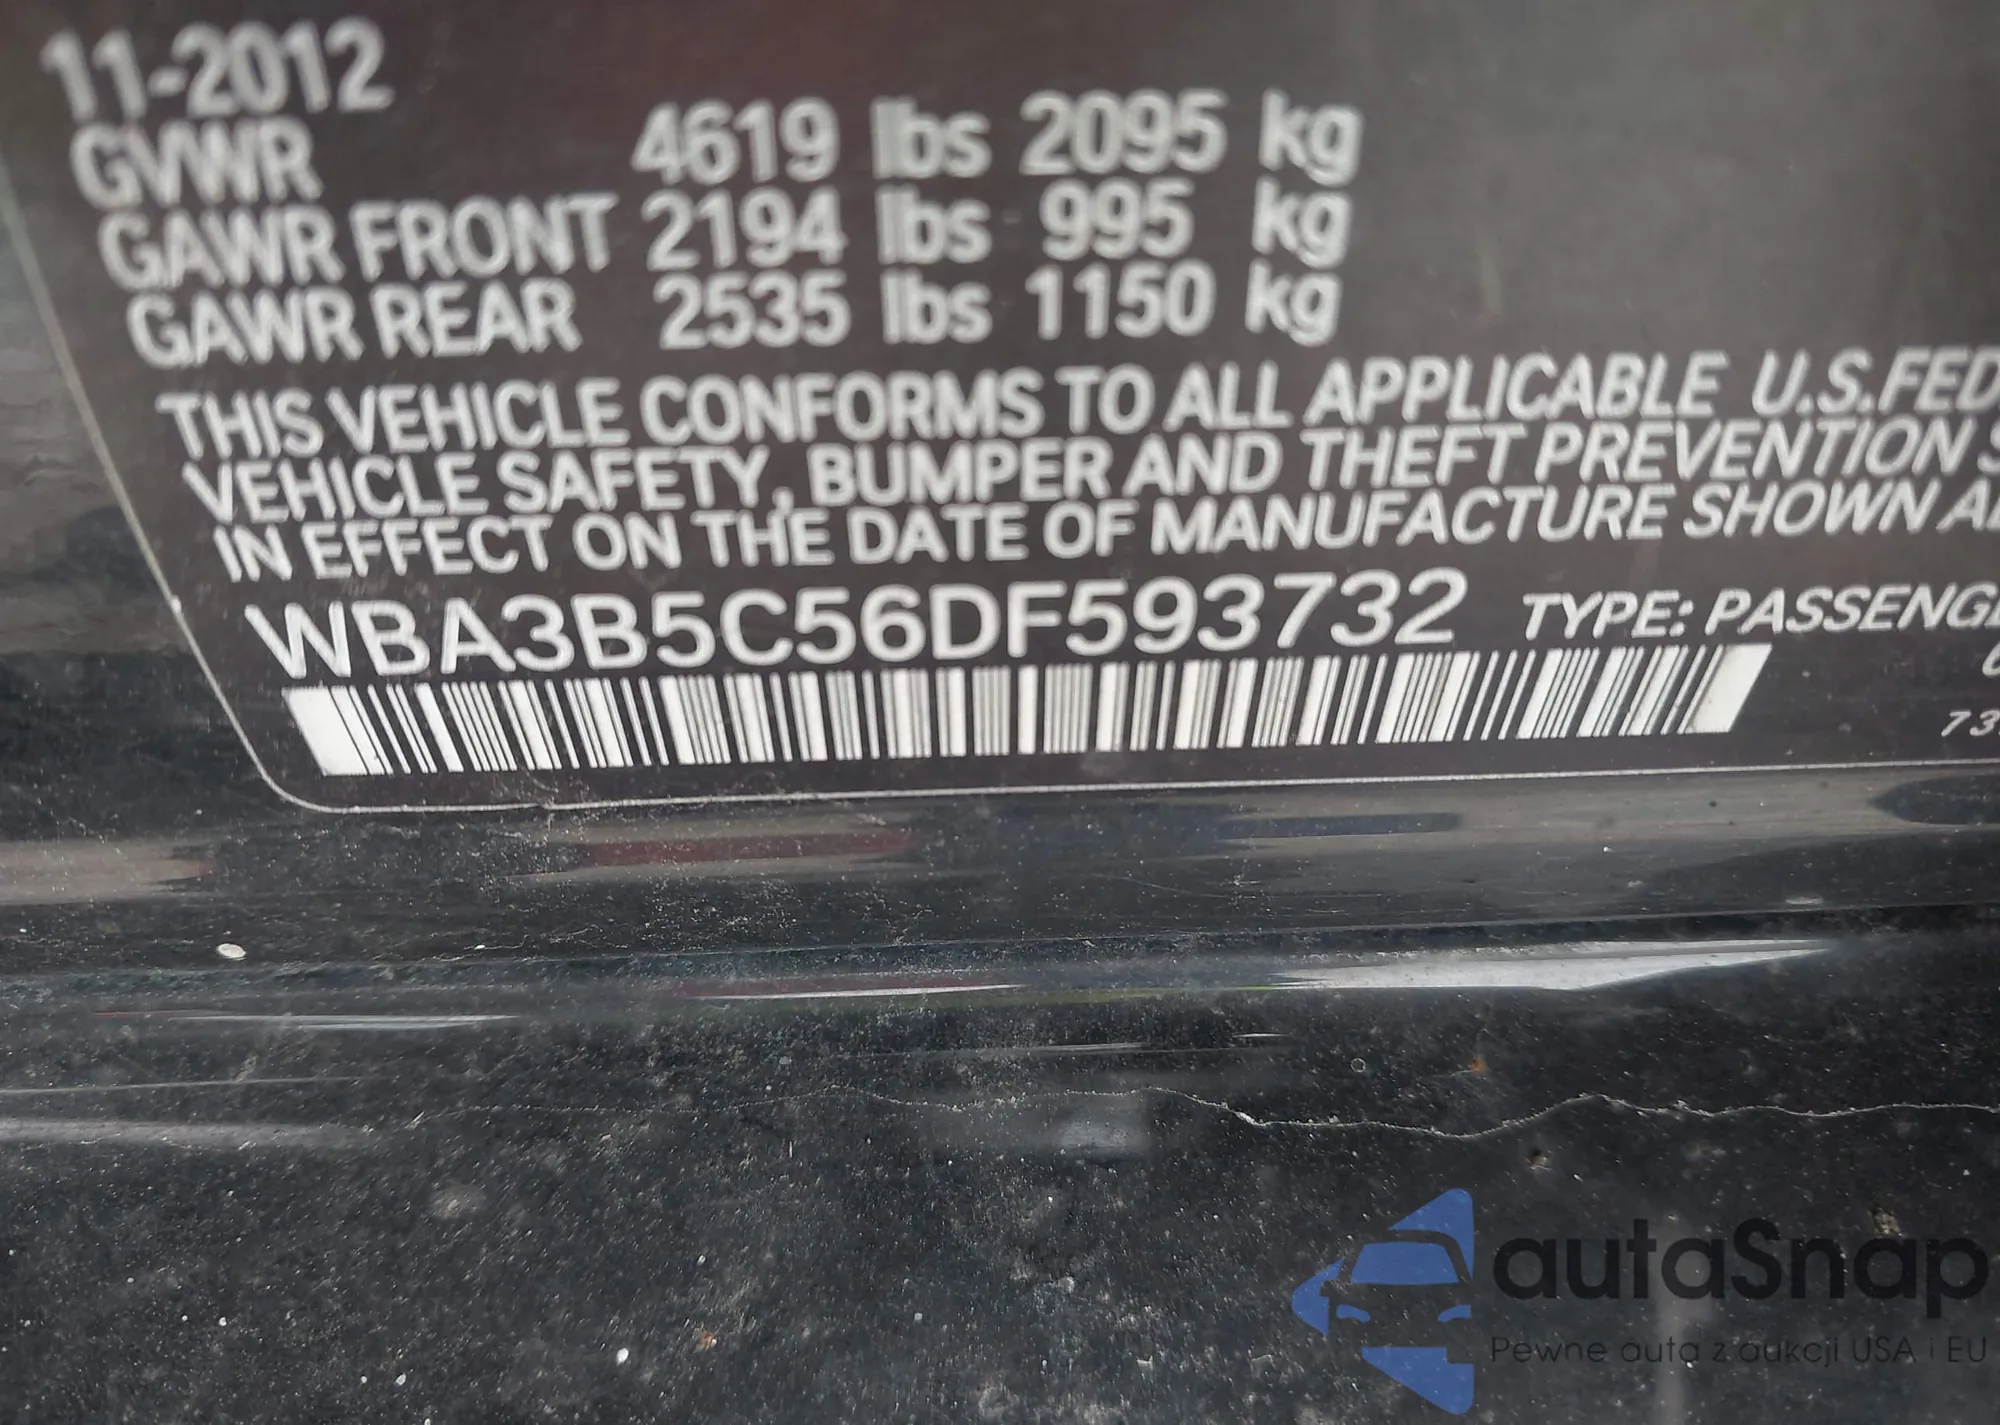 11-2012
GVWR 4619 lbs 2095 kg
GAWR FRONT 2194 lbs 995 kg
GAWR REAR 2535 lbs 1150 kg
THIS VEHICLE CONFORMS TO ALL APPLICABLE U.S.FED
VEHICLE SAFETY, BUMPER AND THEFT PREVENTION S
IN EFFECT ON THE DATE OF MANUFACTURE SHOWN A
WBA3B5C56DF593732 TYPE: PASSENGE
73
autaSnap
Pewne auta z aukcji USA i EU